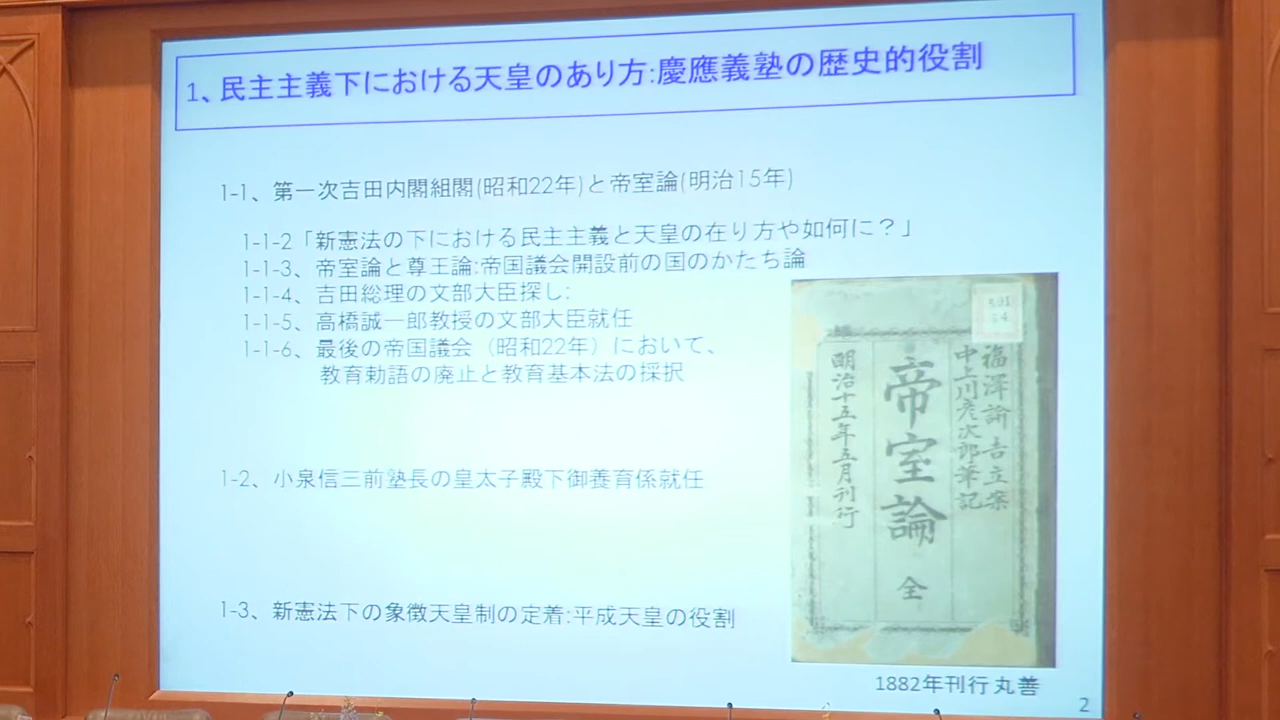 1、民主主義下における天皇のあり方:慶應義塾の歴史的役割
1-1、第一次吉田内閣組閣(昭和22年)と帝室論(明治15年)
1-1-2「新憲法の下における民主主義と天皇の在り方や如何に？」
1-1-3、帝室論と尊王論:帝国議会開設前の国のかたち論
1-1-4、吉田総理の文部大臣探し:
1-1-5、高橋誠一郎教授の文部大臣就任
1-1-6、最後の帝国議会（昭和22年）において、
教育勅語の廃止と教育基本法の採択
1-2、小泉信三前塾長の皇太子殿下御養育係就任
1-3、新憲法下の象徴天皇制の定着:平成天皇の役割
福澤諭吉立案
中上川彦次郎筆記
帝室論 全
明治十五年五月刊行
1882年刊行 丸善
2